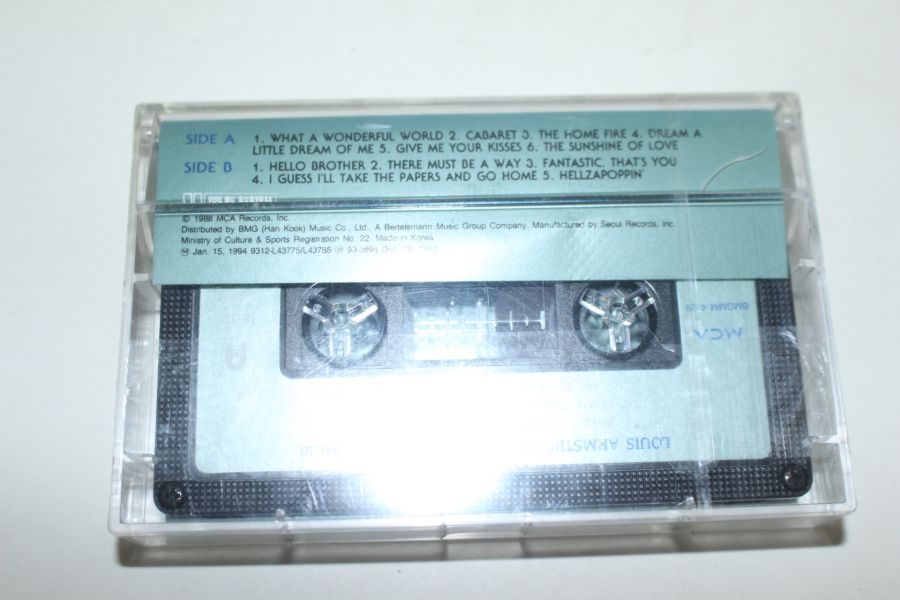 SIDE A 1. WHAT A WONDERFUL WORLD 2. CABARET 3. THE HOME FIRE 4. DREAM A
LITTLE DREAM OF ME 5. GIVE ME YOUR KISSES 6. THE SUNSHINE OF LOVE
SIDE B 1. HELLO BROTHER 2. THERE MUST BE A WAY 3. FANTASTIC, THAT'S YOU
4. I GUESS I'LL TAKE THE PAPERS AND GO HOME 5. HELLZAPOPPIN'
© 1988 MCA Records, Inc.
Distributed by BMG (Han Kook) Music Co., Ltd., A Bertelsmann Music Group Company. Manufactured by Seoul Records, Inc.
Ministry of Culture & Sports Registration No. 22. Made in Korea
Jan. 15, 1994 9312-L43775/L43785
MCA
A
LOUIS